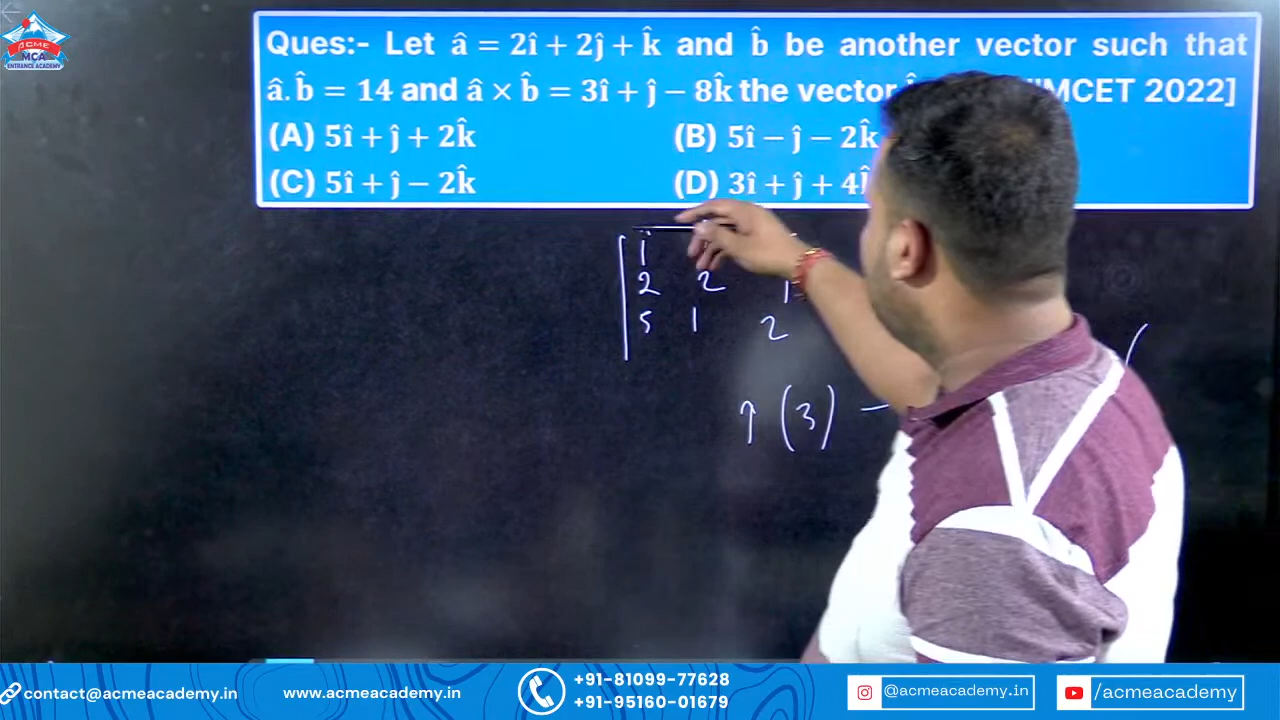 ACME
MCA
ENTRANCE ACADEMY
Ques:- Let â = 2î + 2ĵ + k̂ and b̂ be another vector such that
â. b̂ = 14 and â × b̂ = 3î + ĵ − 8k̂ the vector MCET 2022]
(A) 5î + ĵ + 2k̂ (B) 5î − ĵ − 2k̂
(C) 5î + ĵ − 2k̂ (D) 3î + ĵ + 4
2 2 1
5 1 2
(3) −
contact@acmeacademy.in www.acmeacademy.in +91-81099-77628 @acmeacademy.in /acmeacademy
+91-95160-01679